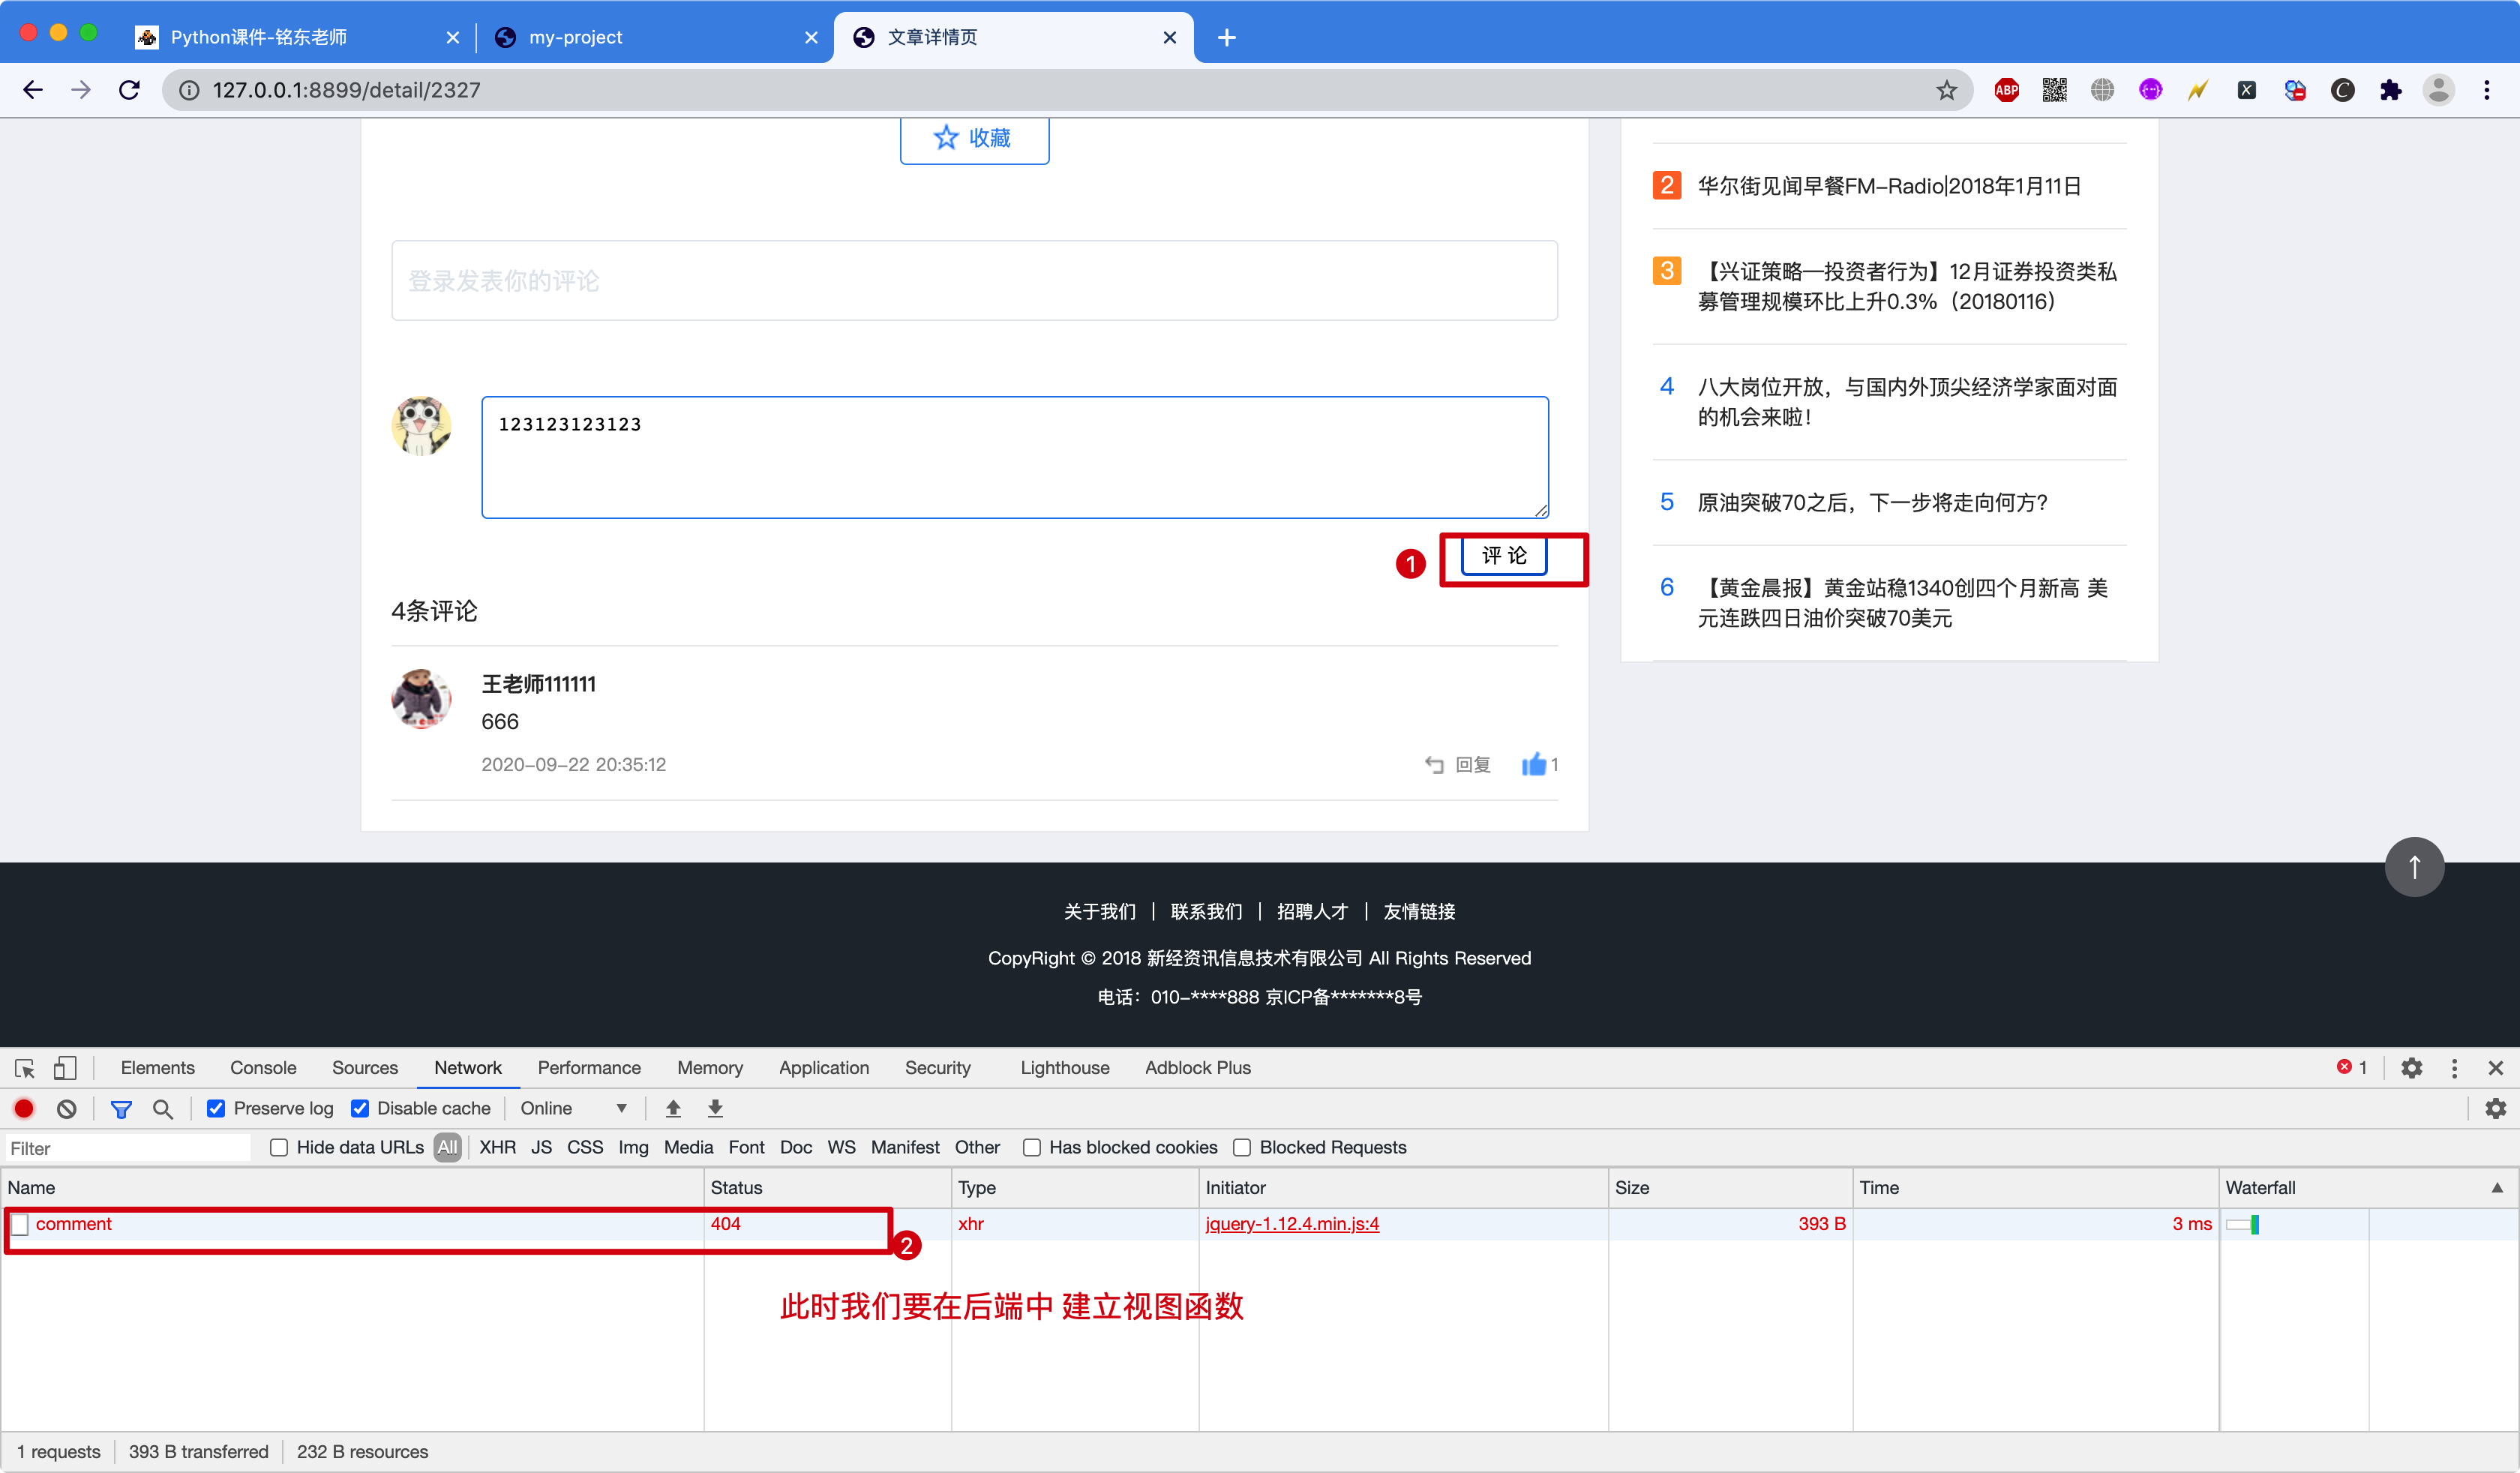 Python课件-铭东老师
my-project
文章详情页
127.0.0.1:8899/detail/2327
ABP
收藏
登录发表你的评论
123123123123
1
评 论
4条评论
王老师111111
666
2020-09-22 20:35:12
回复
1
2 华尔街见闻早餐FM-Radio|2018年1月11日
3 【兴证策略—投资者行为】12月证券投资类私
募管理规模环比上升0.3%（20180116）
4 八大岗位开放，与国内外顶尖经济学家面对面
的机会来啦！
5 原油突破70之后，下一步将走向何方？
6 【黄金晨报】黄金站稳1340创四个月新高 美
元连跌四日油价突破70美元
关于我们 | 联系我们 | 招聘人才 | 友情链接
CopyRight © 2018 新经资讯信息技术有限公司 All Rights Reserved
电话：010-****888 京ICP备*******8号
Elements Console Sources Network Performance Memory Application Security Lighthouse Adblock Plus 1
Preserve log Disable cache Online
Filter Hide data URLs All XHR JS CSS Img Media Font Doc WS Manifest Other Has blocked cookies Blocked Requests
Name Status Type Initiator Size Time Waterfall
comment 404 xhr jquery-1.12.4.min.js:4 393 B 3 ms
2
此时我们要在后端中 建立视图函数
1 requests 393 B transferred 232 B resources